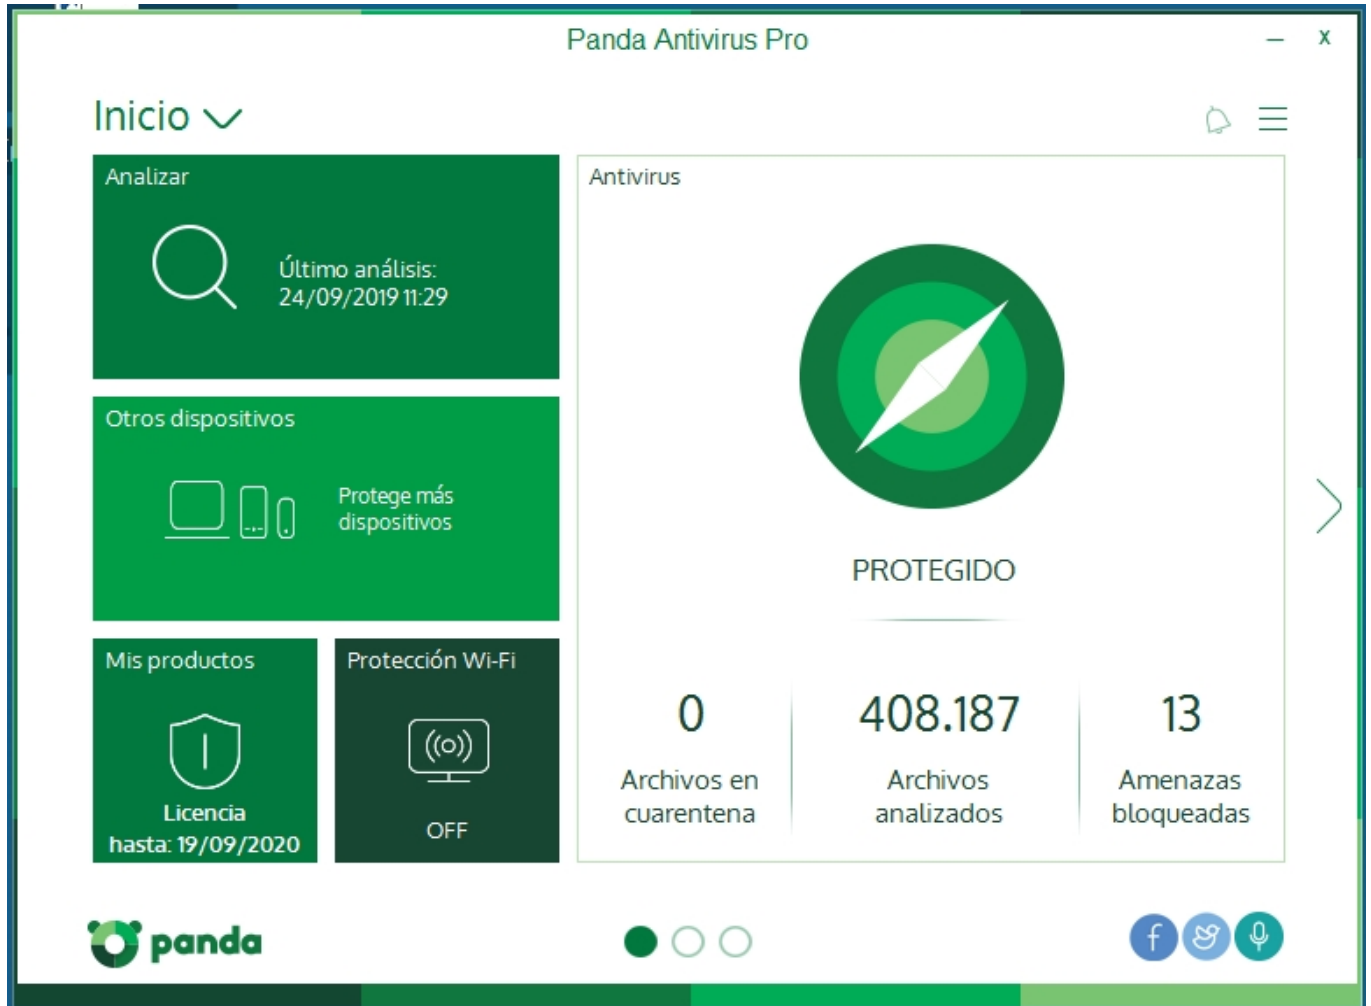 Panda Antivirus Pro
Inicio
Analizar
Último análisis:
24/09/2019 11:29
Otros dispositivos
Protege más
dispositivos
Mis productos
Licencia
hasta: 19/09/2020
Protección Wi-Fi
OFF
Antivirus
PROTEGIDO
0
Archivos en
cuarentena
408.187
Archivos
analizados
13
Amenazas
bloqueadas
panda